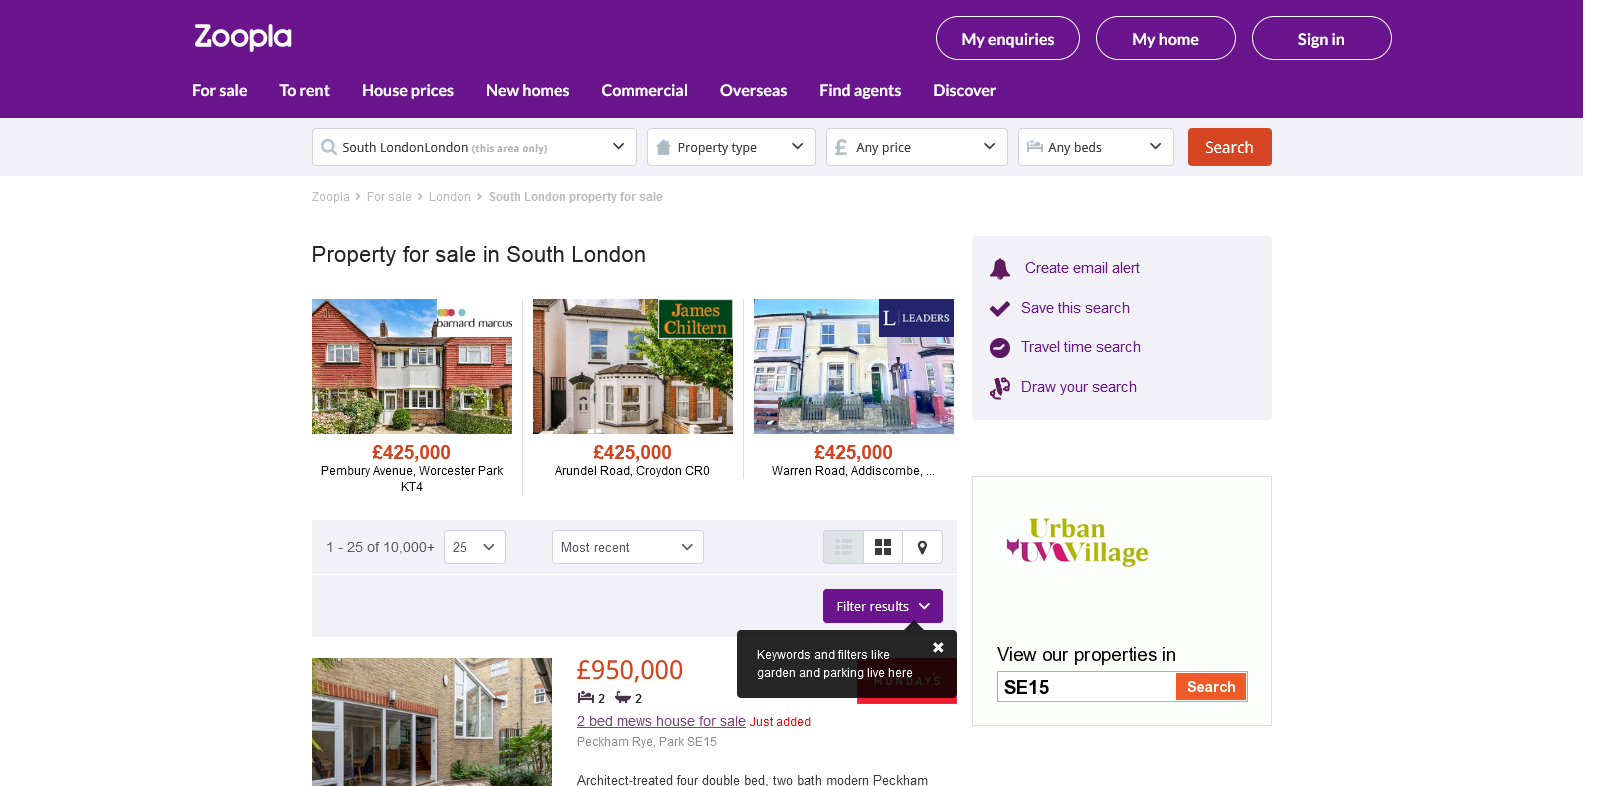 Zoopla
My enquiries
My home
Sign in
For sale
To rent
House prices
New homes
Commercial
Overseas
Find agents
Discover
South LondonLondon (this area only)
Property type
£ Any price
Any beds
Search
Zoopla > For sale > London > South London property for sale
Property for sale in South London
barnard marcus
£425,000
Pembury Avenue, Worcester Park
KT4
James
Chiltern
£425,000
Arundel Road, Croydon CR0
L LEADERS
£425,000
Warren Road, Addiscombe, ...
Create email alert
Save this search
Travel time search
Draw your search
1 - 25 of 10,000+
25
Most recent
Filter results
Keywords and filters like
garden and parking live here
MUNDAYS
£950,000
2 2
2 bed mews house for sale Just added
Peckham Rye, Park SE15
Architect-treated four double bed, two bath modern Peckham
Urban
UV Village
View our properties in
SE15
Search